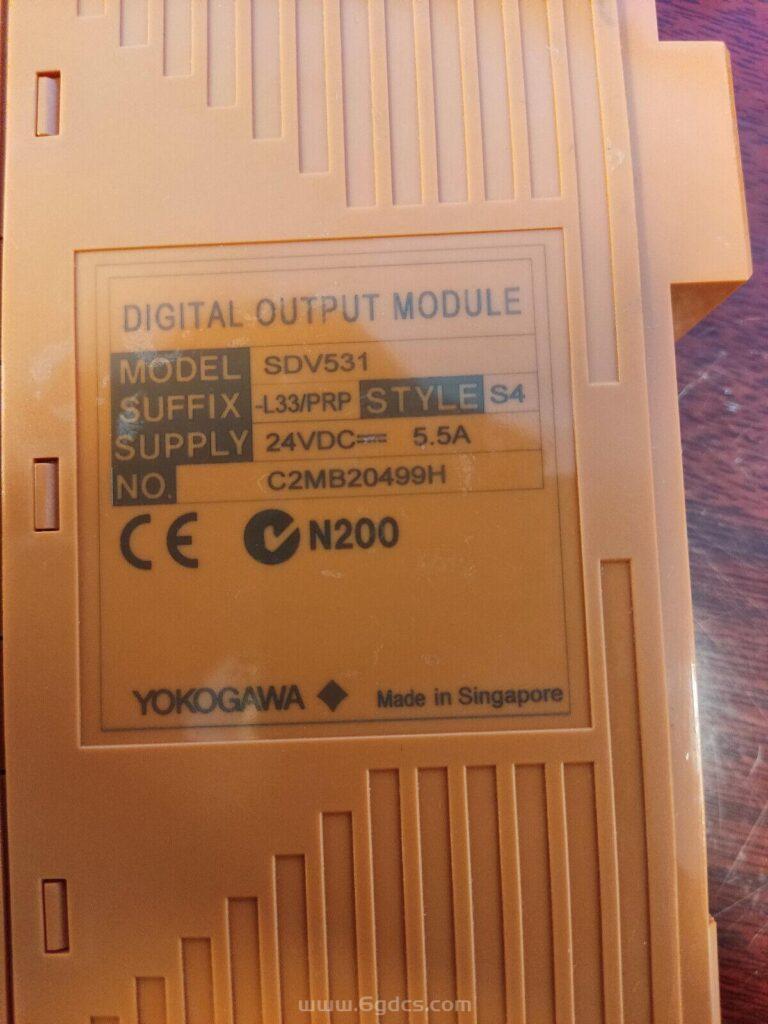 DIGITAL OUTPUT MODULE
MODEL SDV531
SUFFIX -L33/PRP STYLE S4
SUPPLY 24VDC⎓ 5.5A
NO. C2MB20499H
CE N200
YOKOGAWA ◆ Made in Singapore
www.6gdcs.com